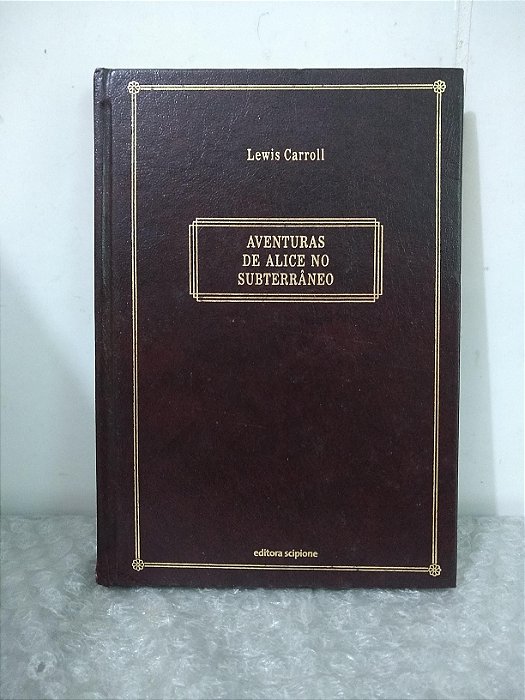 Lewis Carroll
AVENTURAS
DE ALICE NO
SUBTERRÂNEO
editora scipione